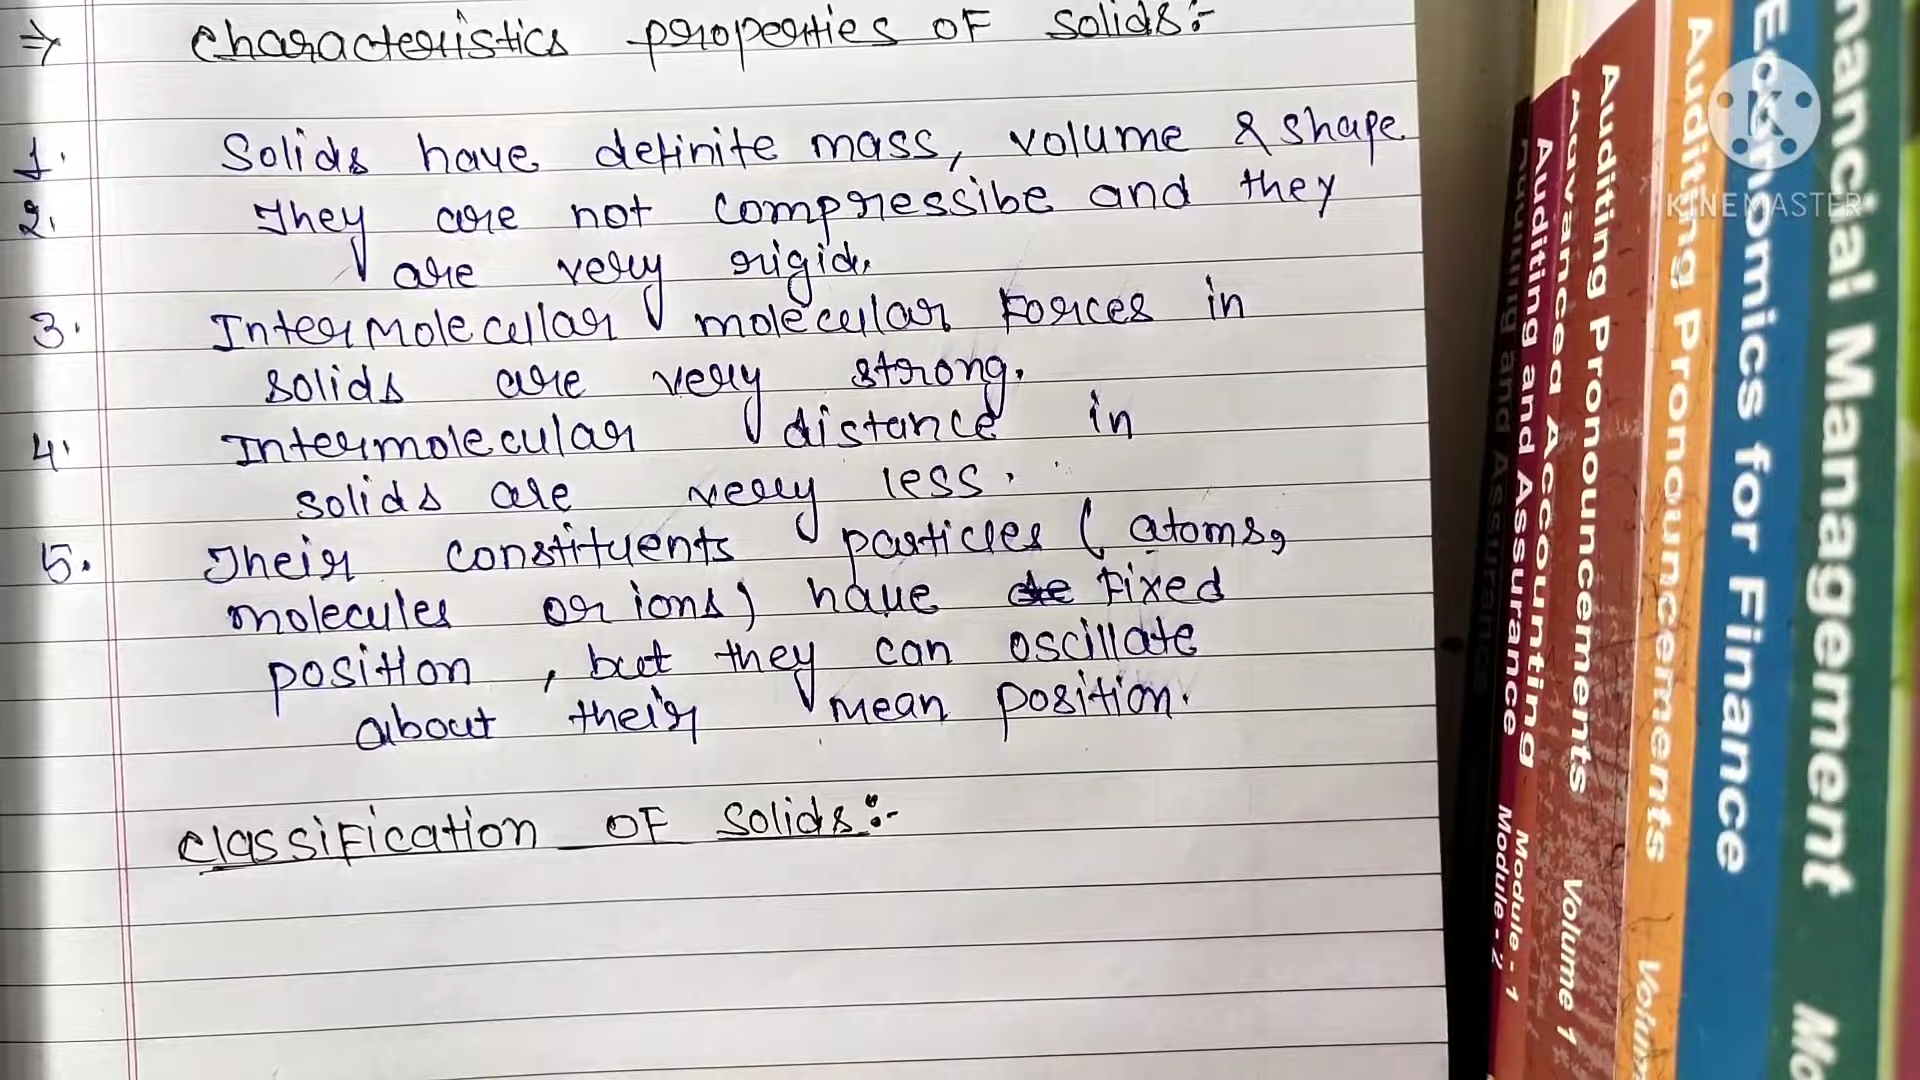 ⇒ Characteristics properties of solids:-
1. Solids have definite mass, volume & shape
2. They are not compressibe and they
are very rigid.
3. Intermolecular molecular forces in
solids are very strong.
4. Intermolecular distance in
solids are very less.
5. Their constituents particles ( atoms,
molecules or ions) have de fixed
position , but they can oscillate
about their mean position.
Classification of solids:-
Auditing and Assurance Module - 2
Auditing and Assurance Module - 1
Advanced Accounting
Auditing Pronouncements Volume 1
Auditing Pronouncements
Economics for Finance
nancial Management Mo
K
KINEMASTER